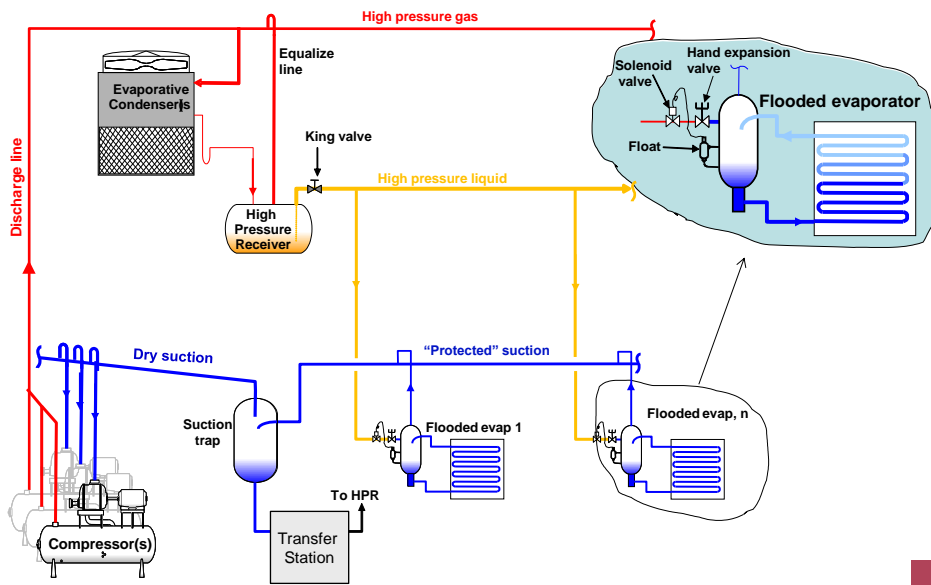 High pressure gas
Equalize
line
Evaporative
Condensers
Discharge line
King valve
High pressure liquid
High
Pressure
Receiver
Hand expansion
valve
Solenoid
valve
Flooded evaporator
Float
Dry suction
“Protected” suction
Suction
trap
Flooded evap 1
Flooded evap, n
To HPR
Transfer
Station
Compressor(s)